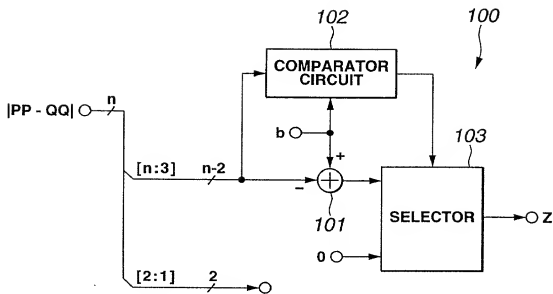 102
100
COMPARATOR
CIRCUIT
|PP - QQ|
n
b
103
[n:3]
n-2
+
−
101
SELECTOR
Z
0
[2:1]
2